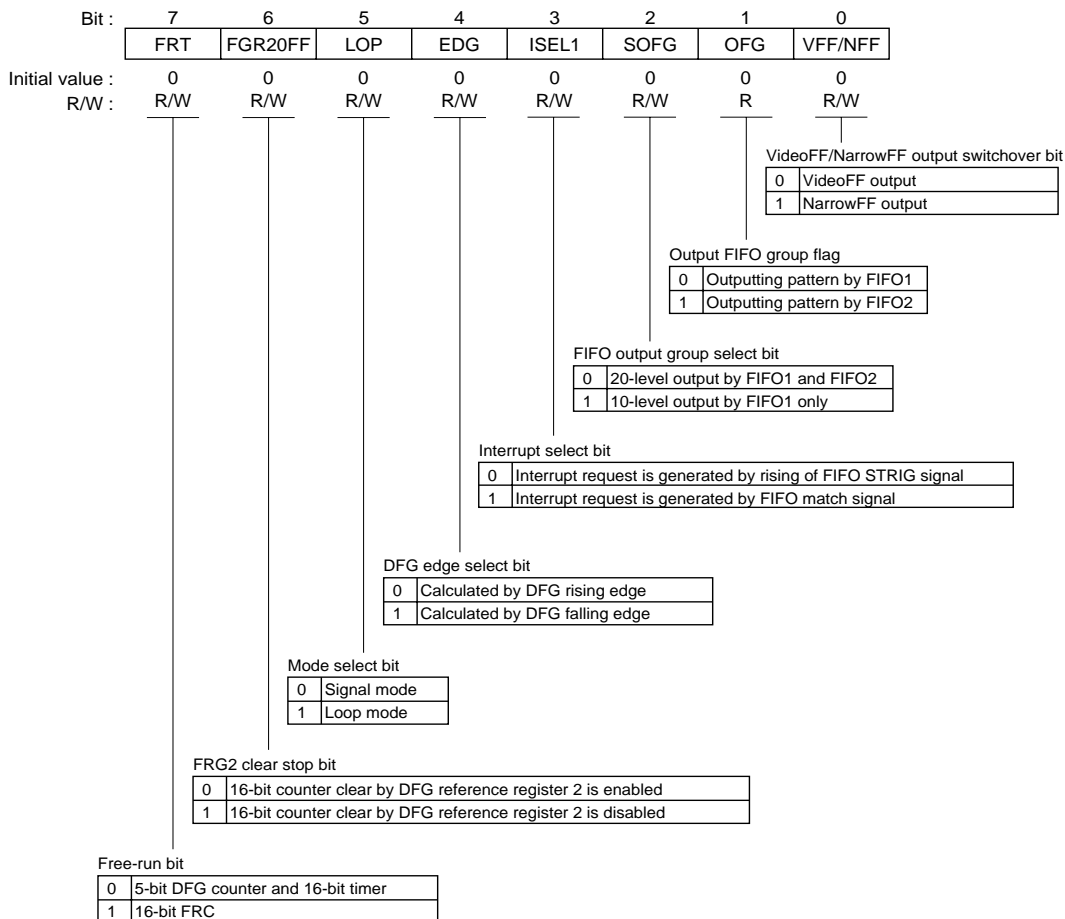 Bit : 7 6 5 4 3 2 1 0
FRT FGR20FF LOP EDG ISEL1 SOFG OFG VFF/NFF
Initial value : 0 0 0 0 0 0 0 0
R/W : R/W R/W R/W R/W R/W R/W R R/W
VideoFF/NarrowFF output switchover bit
0 VideoFF output
1 NarrowFF output
Output FIFO group flag
0 Outputting pattern by FIFO1
1 Outputting pattern by FIFO2
FIFO output group select bit
0 20-level output by FIFO1 and FIFO2
1 10-level output by FIFO1 only
Interrupt select bit
0 Interrupt request is generated by rising of FIFO STRIG signal
1 Interrupt request is generated by FIFO match signal
DFG edge select bit
0 Calculated by DFG rising edge
1 Calculated by DFG falling edge
Mode select bit
0 Signal mode
1 Loop mode
FRG2 clear stop bit
0 16-bit counter clear by DFG reference register 2 is enabled
1 16-bit counter clear by DFG reference register 2 is disabled
Free-run bit
0 5-bit DFG counter and 16-bit timer
1 16-bit FRC